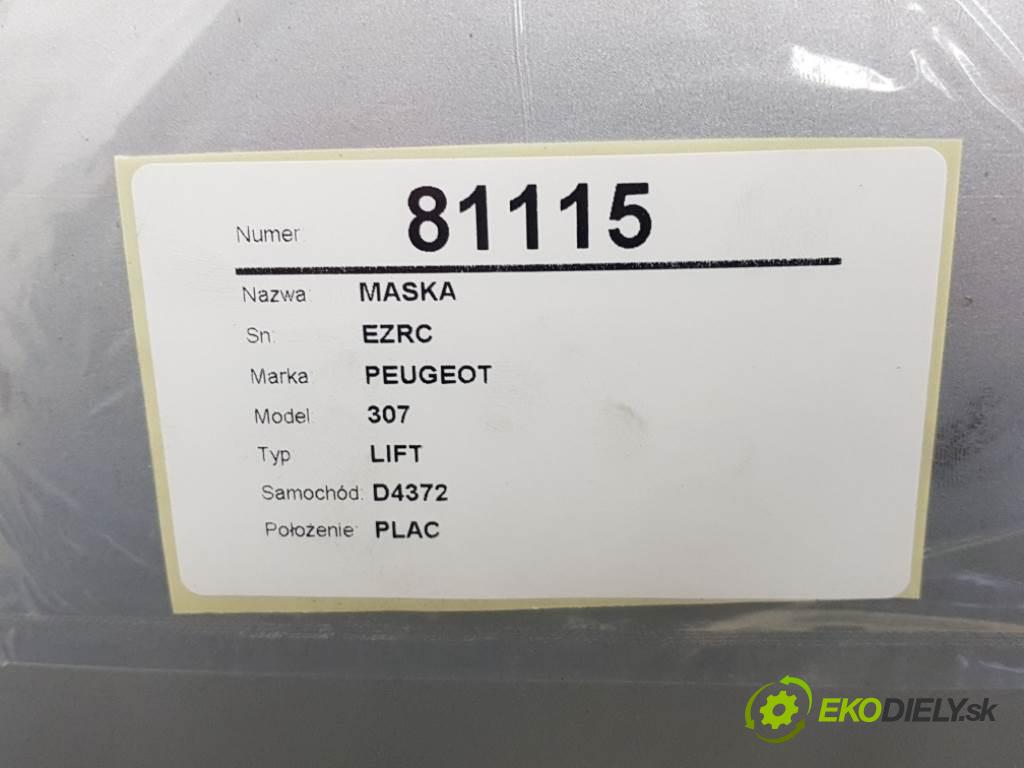 Numer: 81115
Nazwa: MASKA
Sn: EZRC
Marka: PEUGEOT
Model: 307
Typ LIFT
Samochód: D4372
Położenie: PLAC
EKODIELY.sk